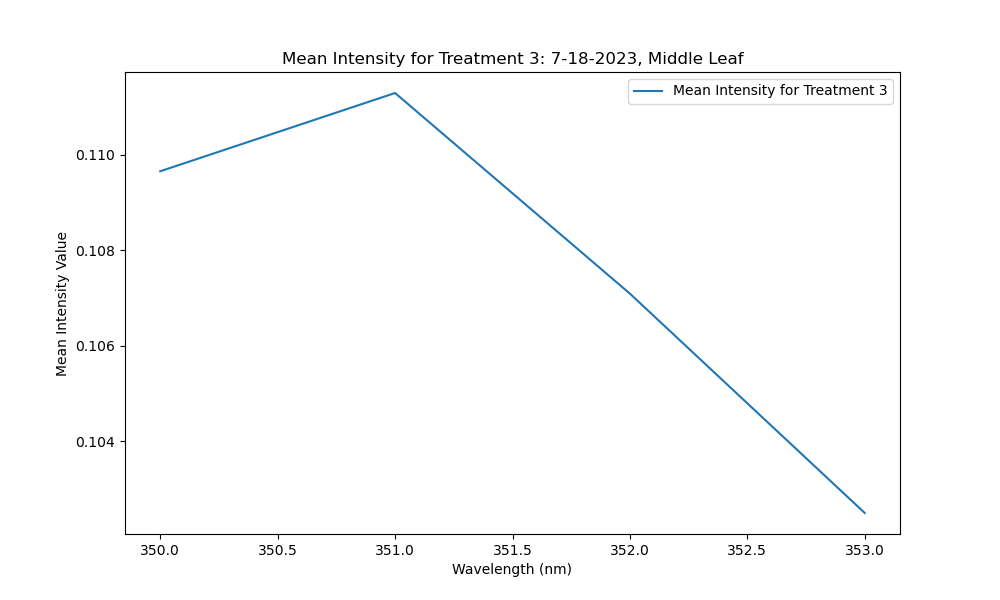 Mean Intensity for Treatment 3: 7-18-2023, Middle Leaf
Mean Intensity for Treatment 3
Mean Intensity Value
0.110
0.108
0.106
0.104
350.0 350.5 351.0 351.5 352.0 352.5 353.0
Wavelength (nm)